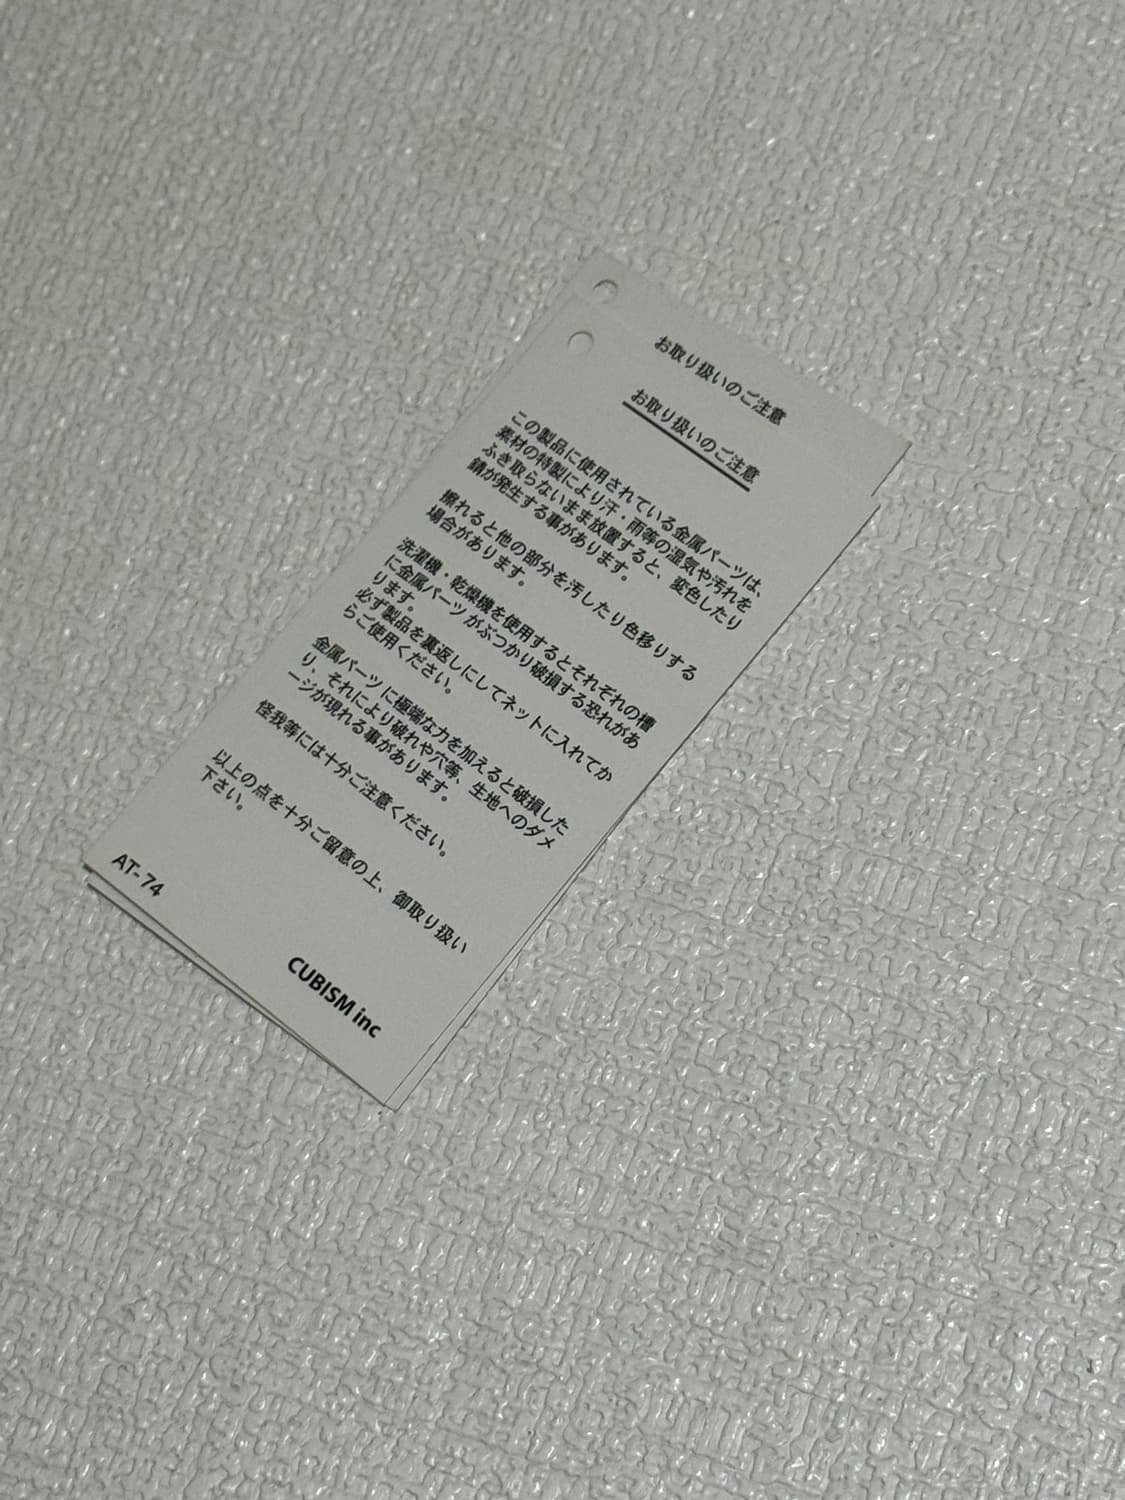 お取り扱いのご注意
お取り扱いのご注意
この製品に使用されている金属パーツは、
素材の特製により汗・雨等の湿気や汚れを
ふき取らないまま放置すると、変色したり
錆が発生する事があります。
擦れると他の部分を汚したり色移りする
場合があります。
洗濯機・乾燥機を使用するとそれぞれの槽
に金属パーツがぶつかり破損する恐れがあ
ります。
必ず製品を裏返しにしてネットに入れてか
らご使用ください。
金属パーツに極端な力を加えると破損した
り、それにより破れや穴等、生地へのダメ
ージが現れる事があります。
怪我等には十分ご注意ください。
以上の点を十分ご留意の上、御取り扱い
下さい。
AT-74
CUBISM inc